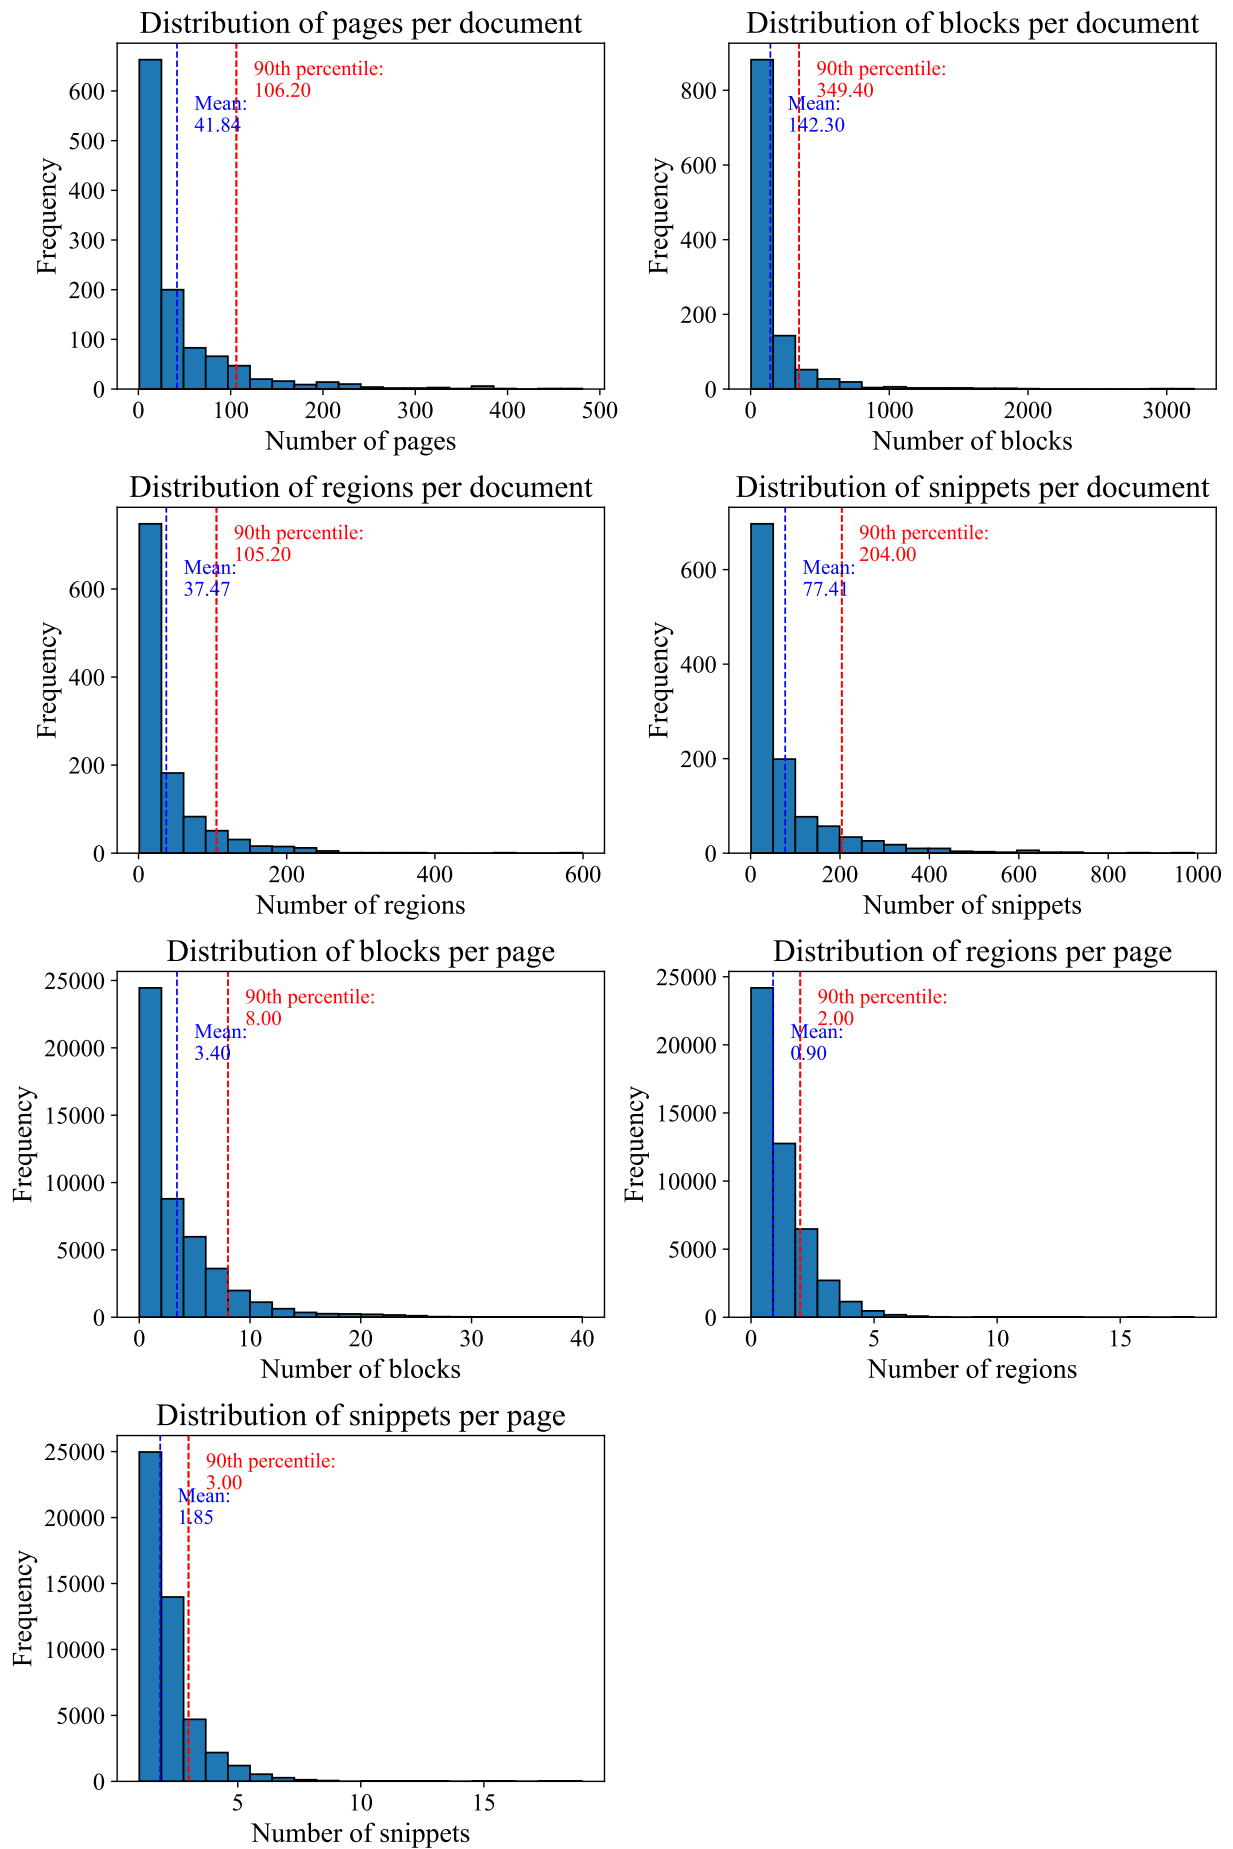 Distribution of pages per document
90th percentile:
106.20
Mean:
41.84
600
500
400
300
200
100
0
Frequency
0 100 200 300 400 500
Number of pages
Distribution of blocks per document
90th percentile:
349.40
Mean:
142.30
800
600
400
200
0
Frequency
0 1000 2000 3000
Number of blocks
Distribution of regions per document
90th percentile:
105.20
Mean:
37.47
600
400
200
0
Frequency
0 200 400 600
Number of regions
Distribution of snippets per document
90th percentile:
204.00
Mean:
77.41
600
400
200
0
Frequency
0 200 400 600 800 1000
Number of snippets
Distribution of blocks per page
90th percentile:
8.00
Mean:
3.40
25000
20000
15000
10000
5000
0
Frequency
0 10 20 30 40
Number of blocks
Distribution of regions per page
90th percentile:
2.00
Mean:
0.90
25000
20000
15000
10000
5000
0
Frequency
0 5 10 15
Number of regions
Distribution of snippets per page
90th percentile:
3.00
Mean:
1.85
25000
20000
15000
10000
5000
0
Frequency
5 10 15
Number of snippets